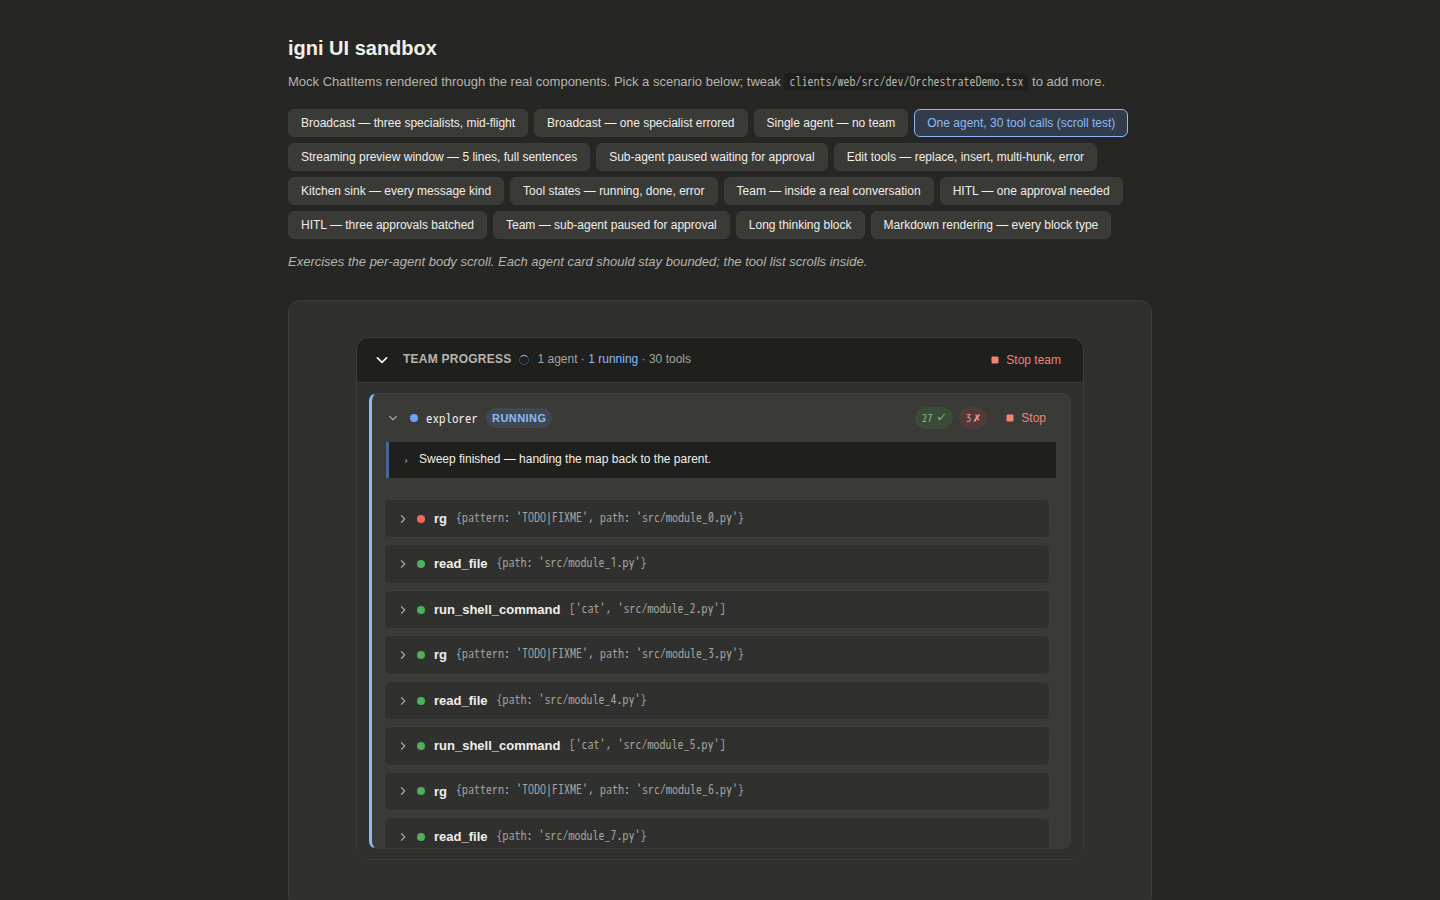 igni UI sandbox
Mock ChatItems rendered through the real components. Pick a scenario below; tweak clients/web/src/dev/OrchestrateDemo.tsx to add more.
Broadcast — three specialists, mid-flight
Broadcast — one specialist errored
Single agent — no team
One agent, 30 tool calls (scroll test)
Streaming preview window — 5 lines, full sentences
Sub-agent paused waiting for approval
Edit tools — replace, insert, multi-hunk, error
Kitchen sink — every message kind
Tool states — running, done, error
Team — inside a real conversation
HITL — one approval needed
HITL — three approvals batched
Team — sub-agent paused for approval
Long thinking block
Markdown rendering — every block type
Exercises the per-agent body scroll. Each agent card should stay bounded; the tool list scrolls inside.
TEAM PROGRESS 1 agent · 1 running · 30 tools
Stop team
explorer RUNNING 27 ✓ 3 ✗ Stop
› Sweep finished — handing the map back to the parent.
rg {pattern: 'TODO|FIXME', path: 'src/module_0.py'}
read_file {path: 'src/module_1.py'}
run_shell_command ['cat', 'src/module_2.py']
rg {pattern: 'TODO|FIXME', path: 'src/module_3.py'}
read_file {path: 'src/module_4.py'}
run_shell_command ['cat', 'src/module_5.py']
rg {pattern: 'TODO|FIXME', path: 'src/module_6.py'}
read_file {path: 'src/module_7.py'}